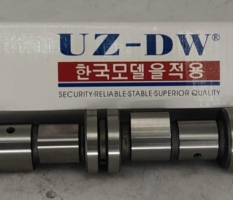 UZ-DW®
한국모델을적용
SECURITY·RELIABLE·STABLE·SUPERIOR QUALITY